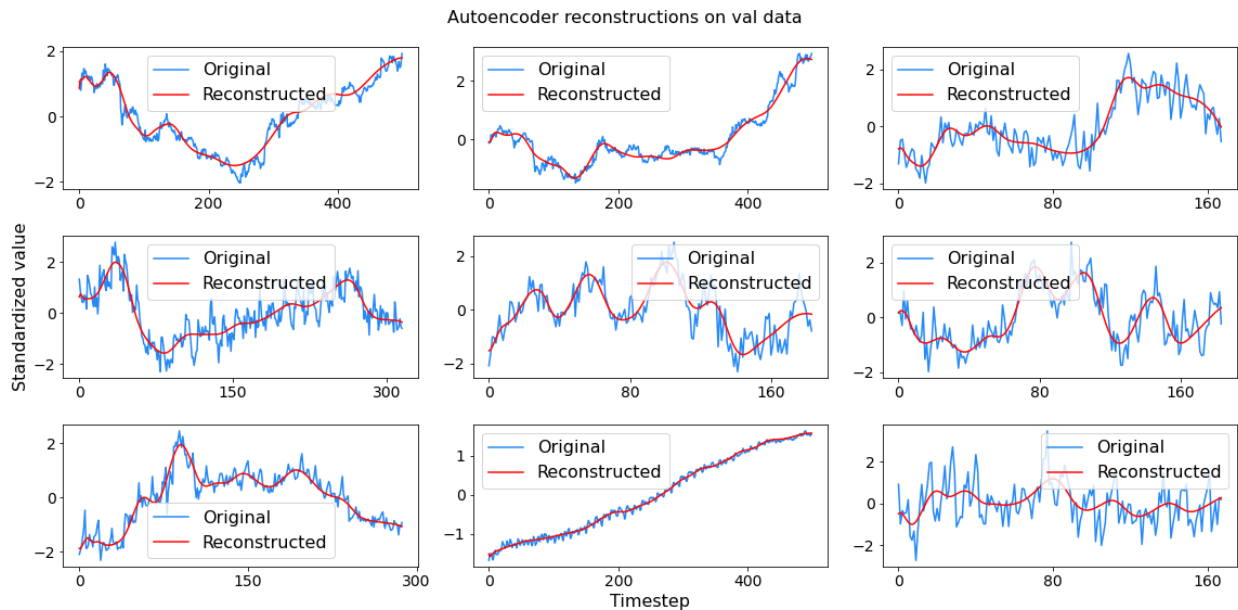 Autoencoder reconstructions on val data
2
0
−2
0
200
400
Original
Reconstructed
2
0
0
200
400
Original
Reconstructed
2
0
−2
0
80
160
Original
Reconstructed
Standardized value
2
0
−2
0
150
300
Original
Reconstructed
2
0
−2
0
80
160
Original
Reconstructed
2
0
−2
0
80
160
Original
Reconstructed
2
0
−2
0
150
300
Original
Reconstructed
1
0
−1
0
200
400
Original
Reconstructed
2
0
−2
0
80
160
Original
Reconstructed
Timestep